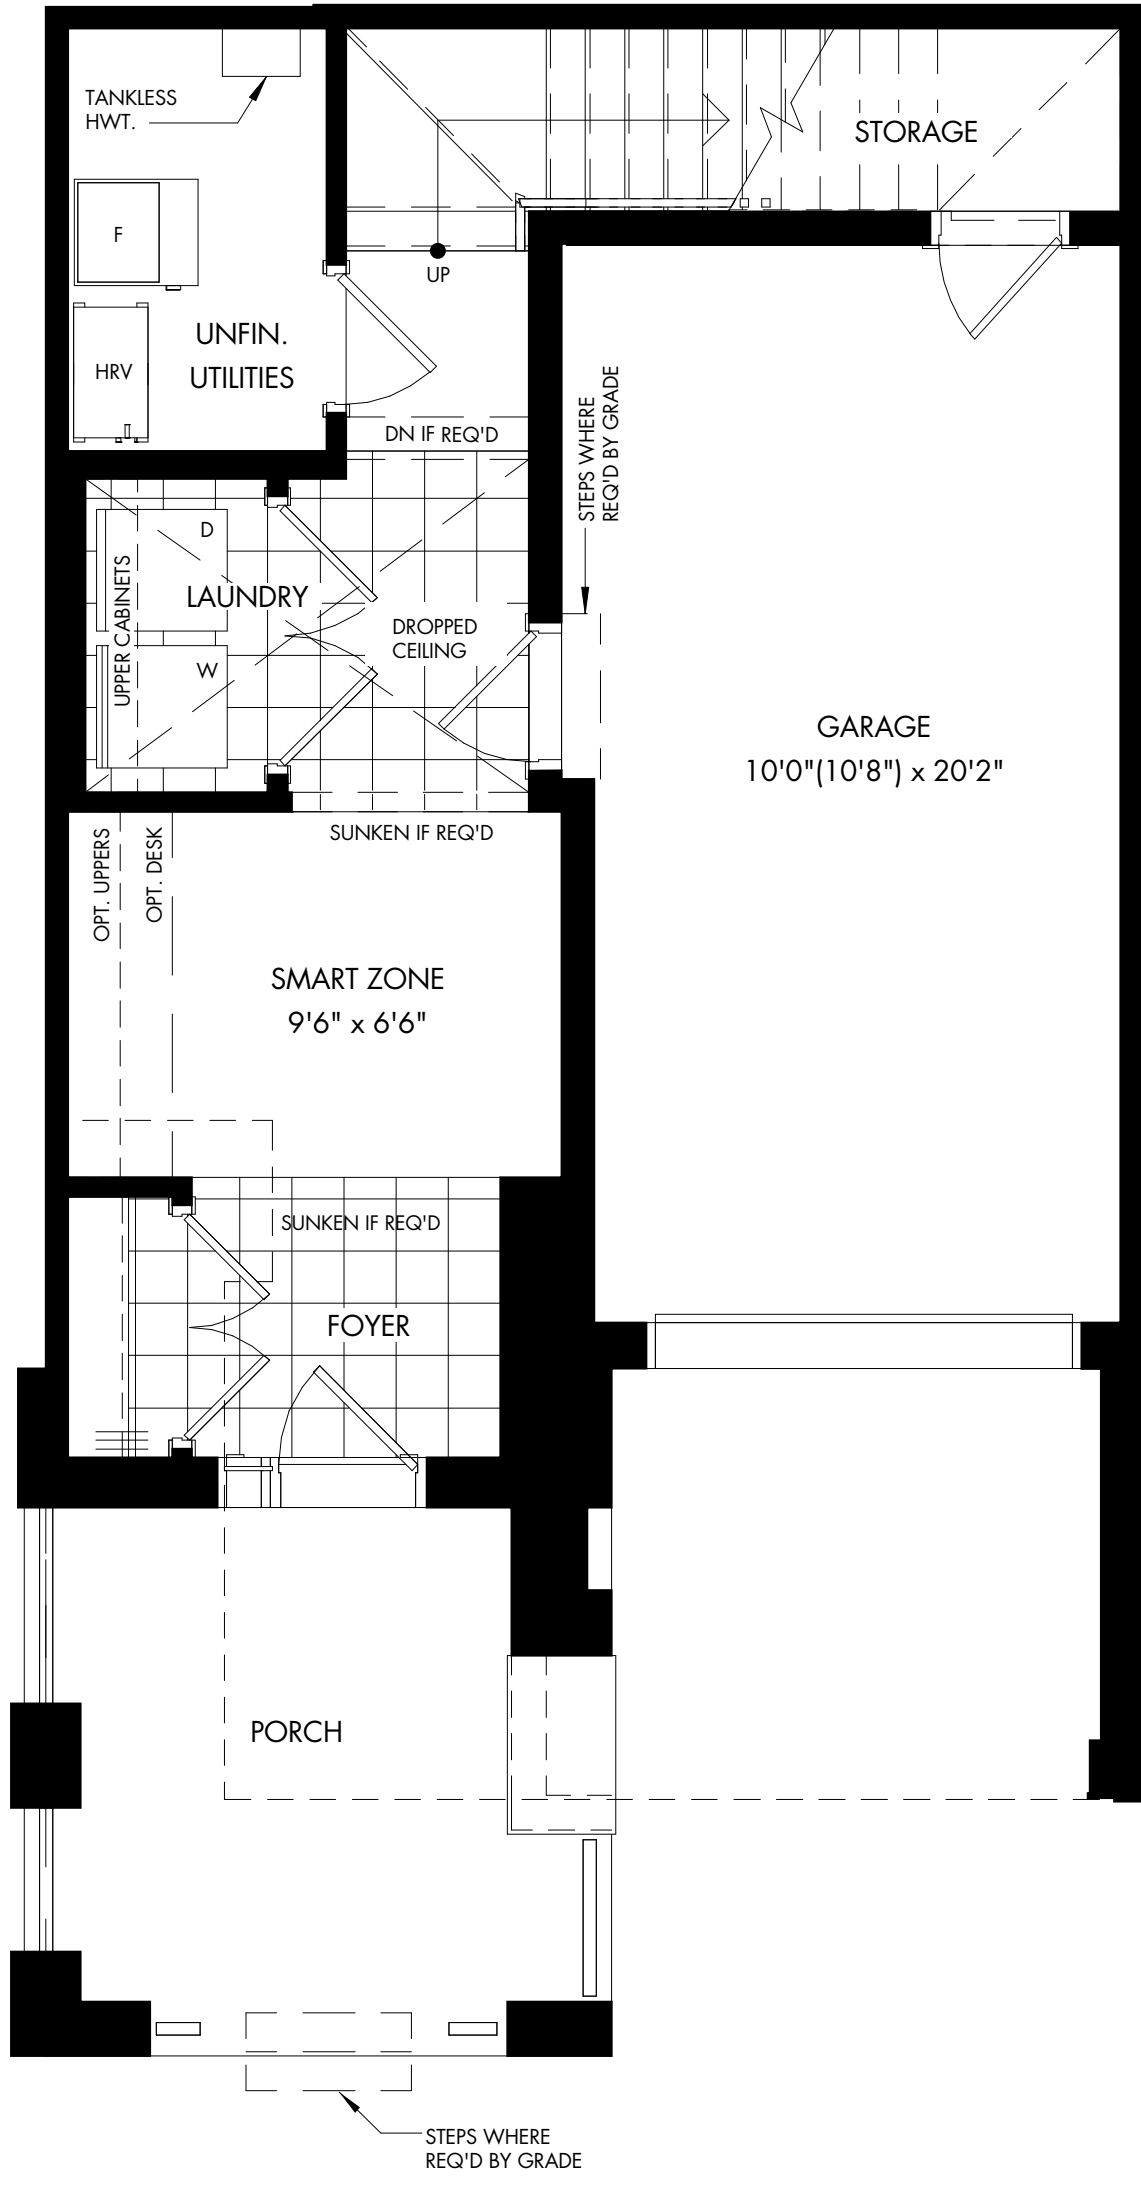 TANKLESS
HWT.
STORAGE
F
UP
UNFIN.
UTILITIES
HRV
STEPS WHERE
REQ'D BY GRADE
DN IF REQ'D
D
UPPER CABINETS
LAUNDRY
DROPPED
CEILING
W
GARAGE
10'0"(10'8") x 20'2"
SUNKEN IF REQ'D
OPT. UPPERS
OPT. DESK
SMART ZONE
9'6" x 6'6"
SUNKEN IF REQ'D
FOYER
PORCH
STEPS WHERE
REQ'D BY GRADE